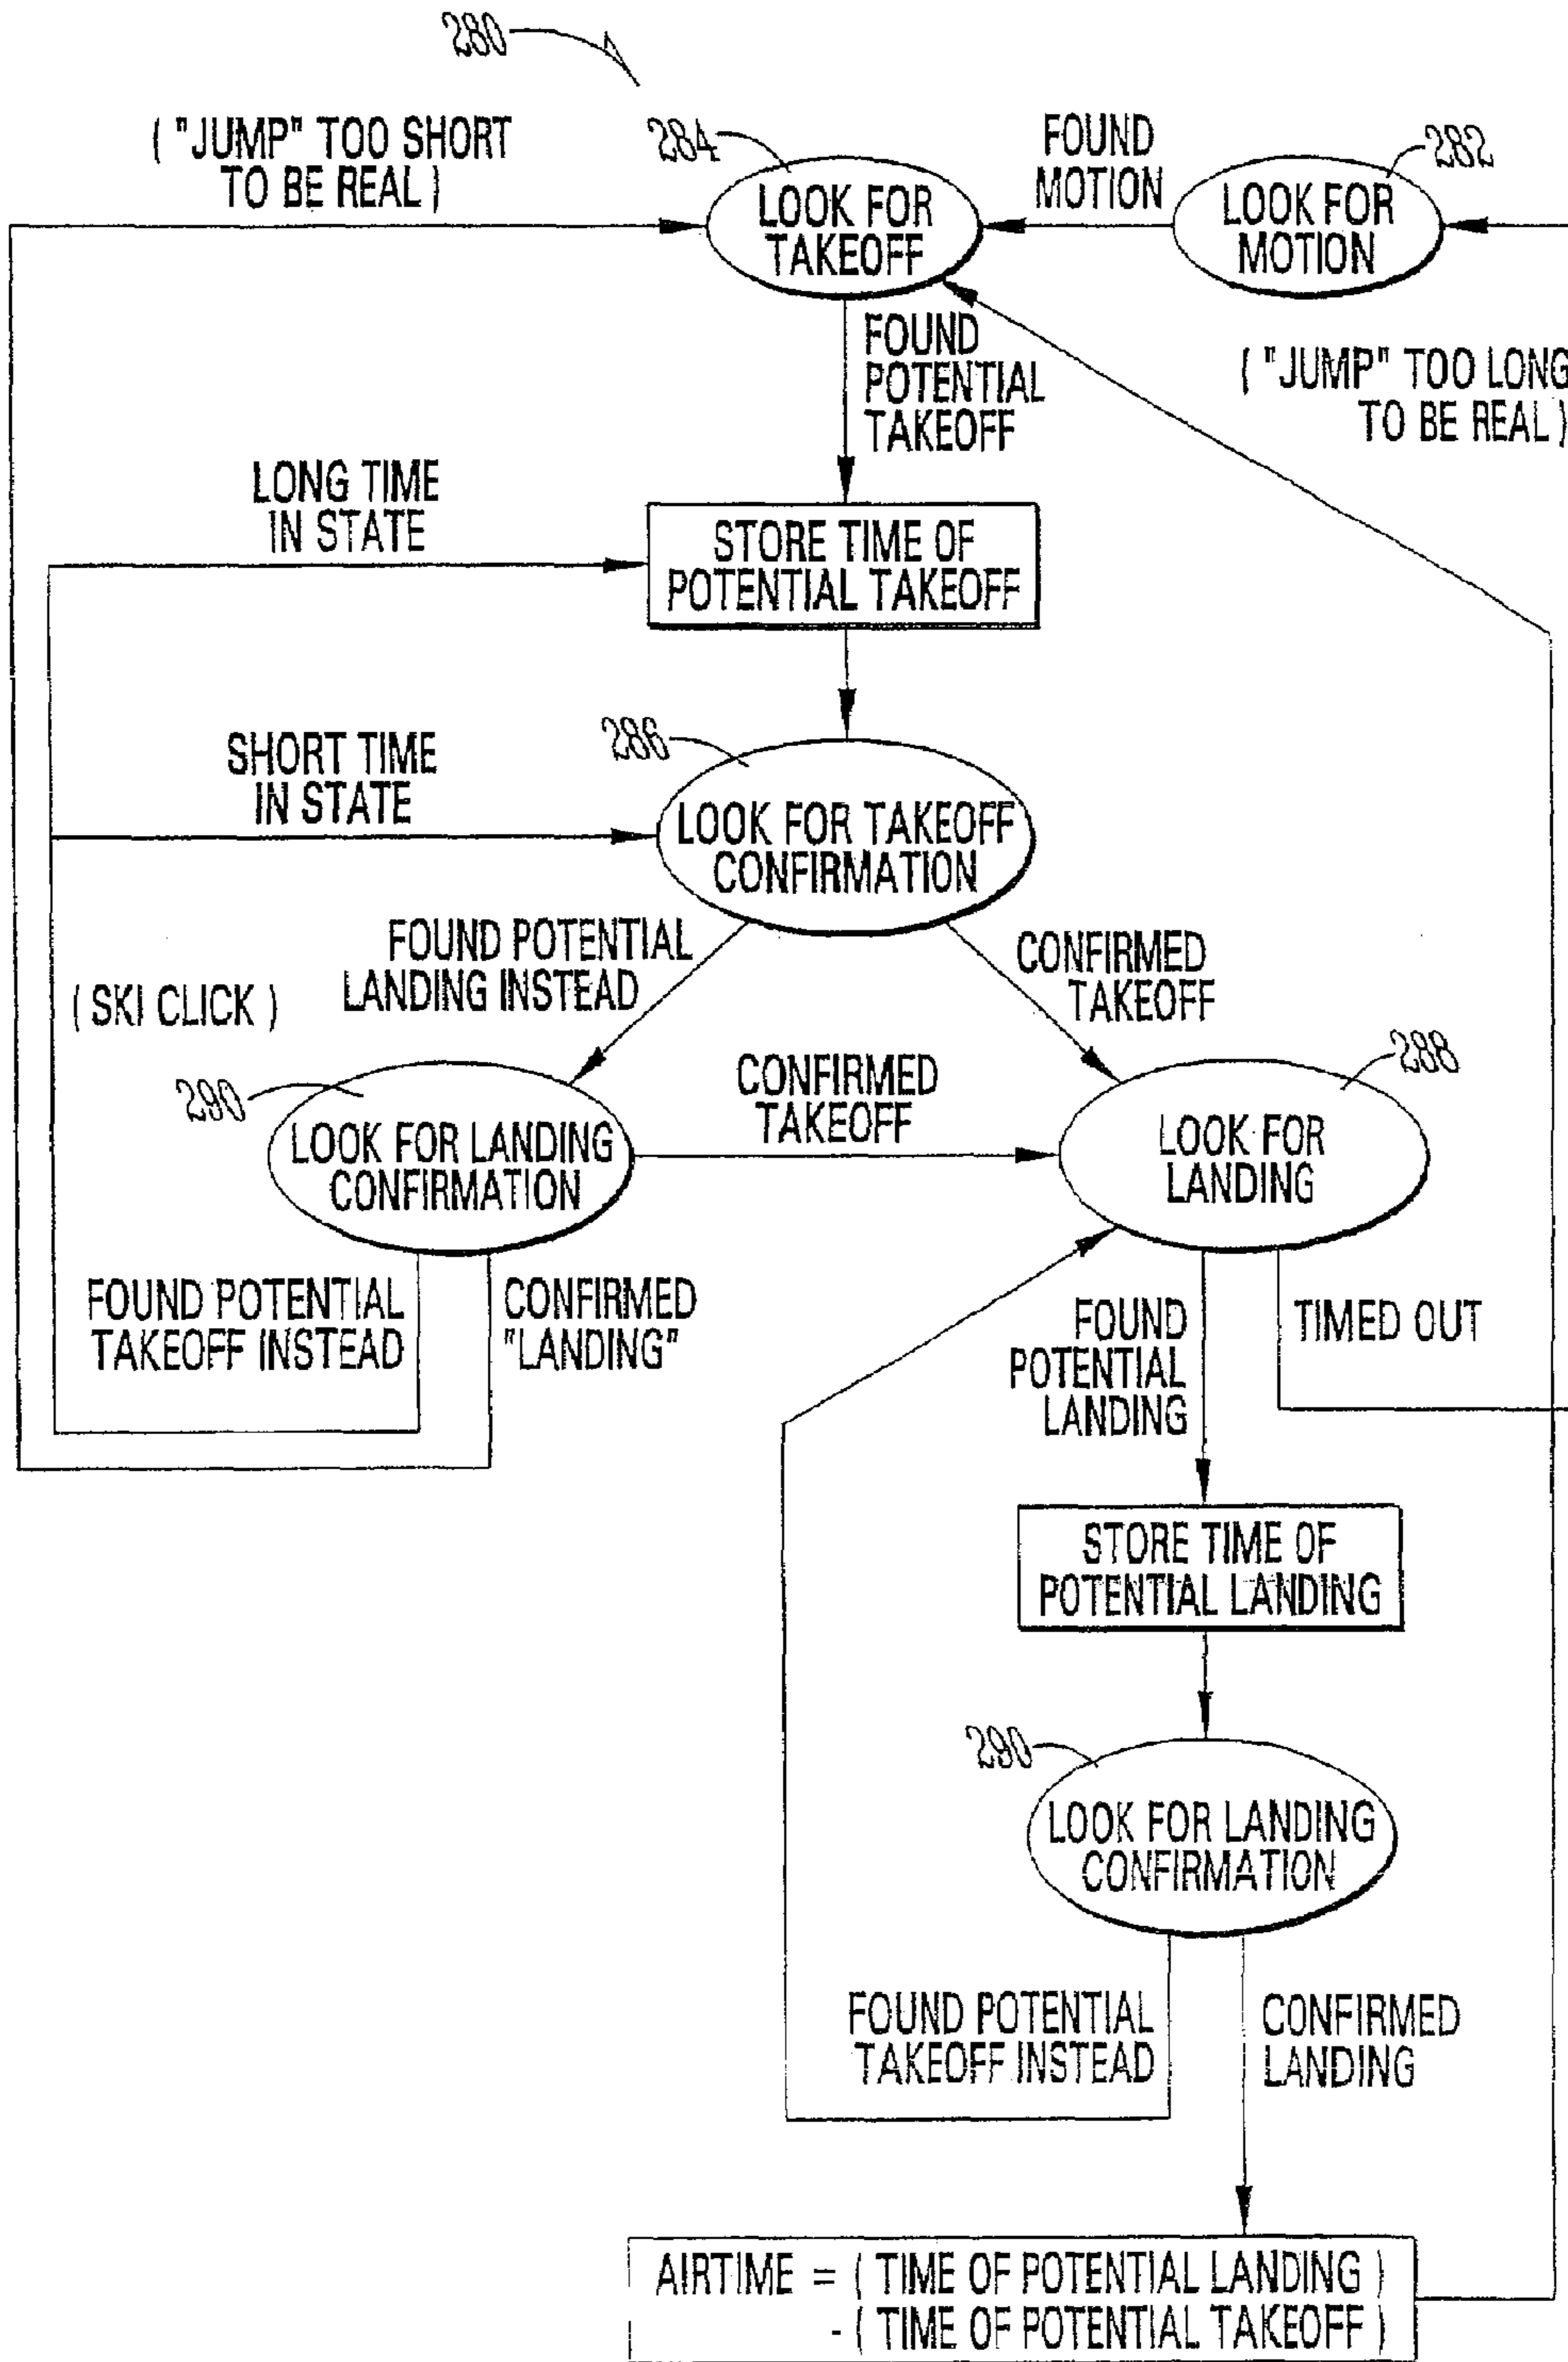 280
( "JUMP" TOO SHORT
TO BE REAL )
284
LOOK FOR
TAKEOFF
FOUND
MOTION
282
LOOK FOR
MOTION
FOUND
POTENTIAL
TAKEOFF
( "JUMP" TOO LONG
TO BE REAL )
LONG TIME
IN STATE
STORE TIME OF
POTENTIAL TAKEOFF
SHORT TIME
IN STATE
286
LOOK FOR TAKEOFF
CONFIRMATION
FOUND POTENTIAL
LANDING INSTEAD
CONFIRMED
TAKEOFF
( SKI CLICK )
290
LOOK FOR LANDING
CONFIRMATION
CONFIRMED
TAKEOFF
288
LOOK FOR
LANDING
FOUND POTENTIAL
TAKEOFF INSTEAD
CONFIRMED
"LANDING"
FOUND
POTENTIAL
LANDING
TIMED OUT
STORE TIME OF
POTENTIAL LANDING
290
LOOK FOR LANDING
CONFIRMATION
FOUND POTENTIAL
TAKEOFF INSTEAD
CONFIRMED
LANDING
AIRTIME = ( TIME OF POTENTIAL LANDING )
- ( TIME OF POTENTIAL TAKEOFF )